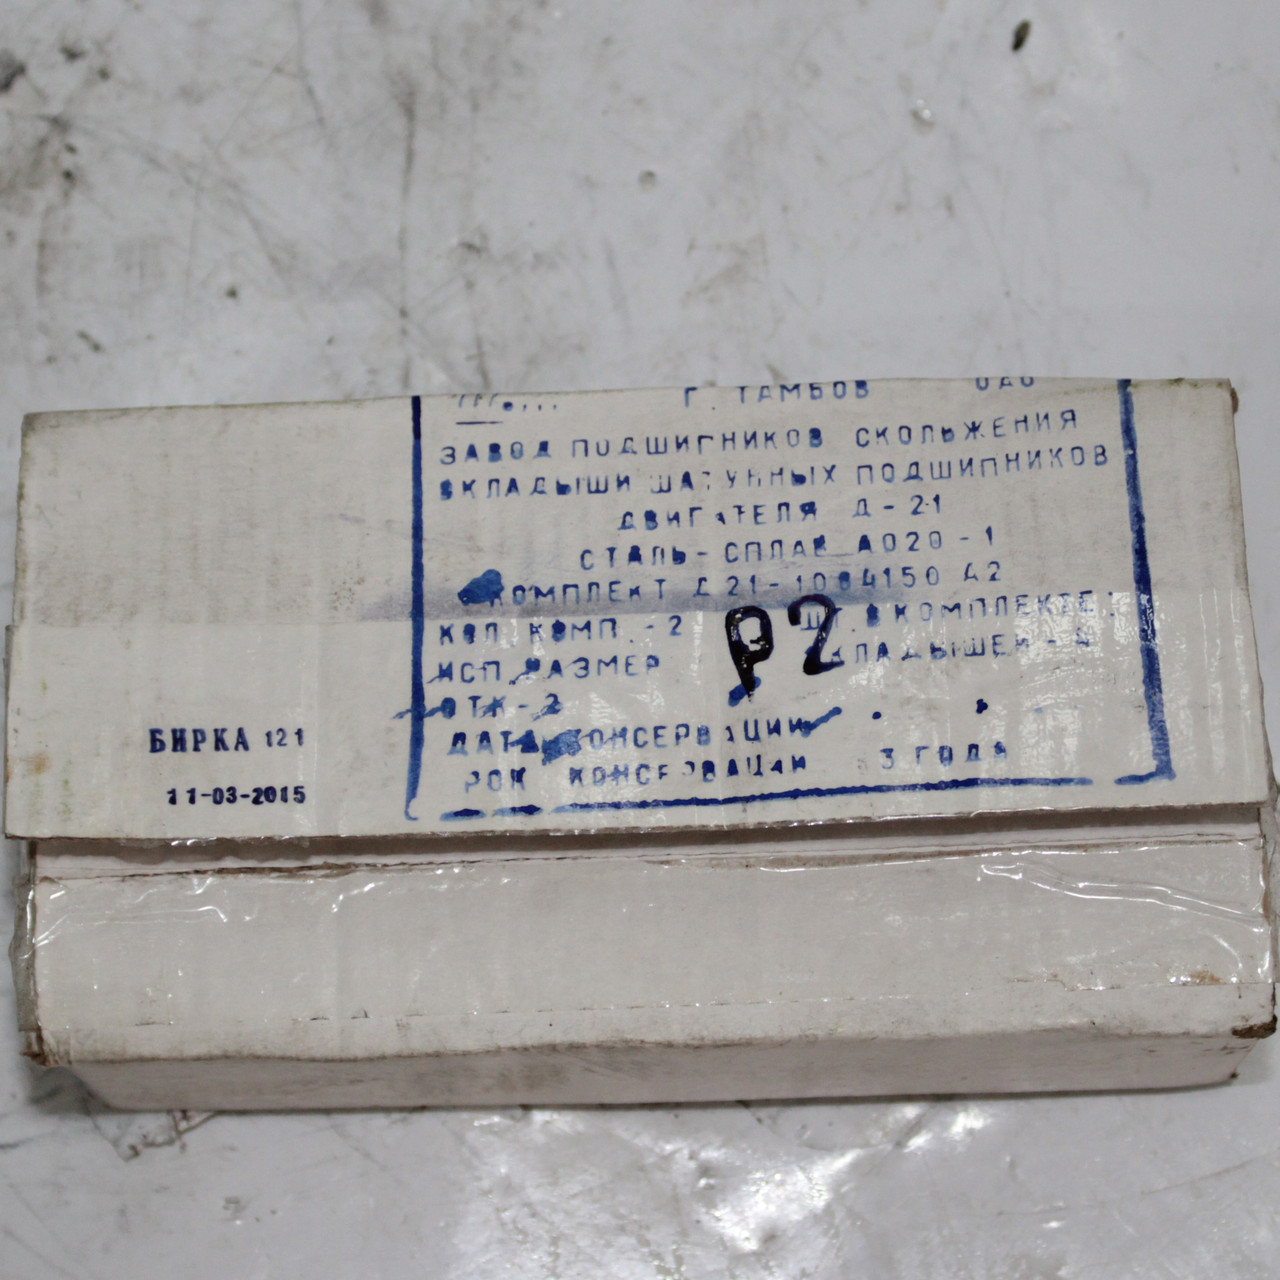 Г. ТАМБОВ ОАО
ЗАВОД ПОДШИПНИКОВ СКОЛЬЖЕНИЯ
ВКЛАДЫШИ ШАТУННЫХ ПОДШИПНИКОВ
ДВИГАТЕЛЯ Д-21
СТАЛЬ-СПЛАВ АО20-1
КОМПЛЕКТ Д21-1004150 А2
КОЛ. КОМП.-2 ШТ. В КОМПЛЕКТЕ:
ИСП. РАЗМЕР Р2 ВКЛАДЫШЕЙ-4
ОТК-2
ДАТА КОНСЕРВАЦИИ
СРОК КОНСЕРВАЦИИ 3 ГОДА
БИРКА 121
11-03-2015